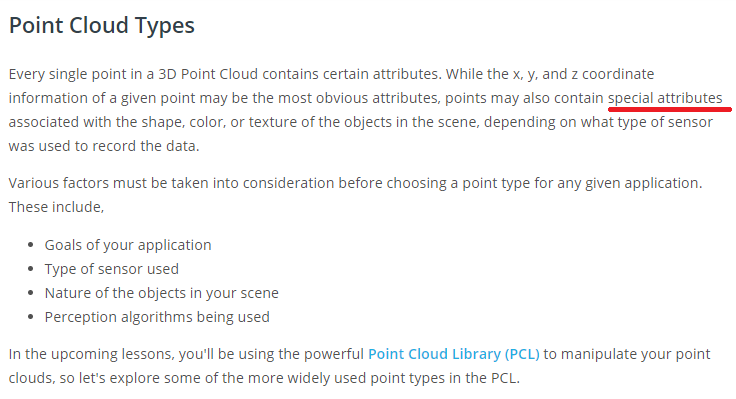 Point Cloud Types
Every single point in a 3D Point Cloud contains certain attributes. While the x, y, and z coordinate
information of a given point may be the most obvious attributes, points may also contain special attributes
associated with the shape, color, or texture of the objects in the scene, depending on what type of sensor
was used to record the data.
Various factors must be taken into consideration before choosing a point type for any given application.
These include,
• Goals of your application
• Type of sensor used
• Nature of the objects in your scene
• Perception algorithms being used
In the upcoming lessons, you'll be using the powerful Point Cloud Library (PCL) to manipulate your point
clouds, so let's explore some of the more widely used point types in the PCL.